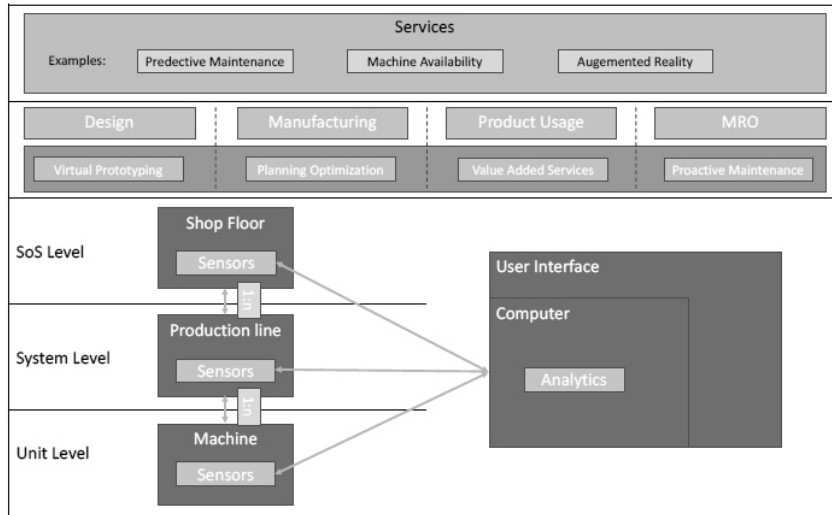 Services
Examples:
Predective Maintenance
Machine Availability
Augemented Reality
Design
Manufacturing
Product Usage
MRO
Virtual Prototyping
Planning Optimization
Value Added Services
Proactive Maintenance
SoS Level
Shop Floor
Sensors
1:n
System Level
Production line
Sensors
1:n
Unit Level
Machine
Sensors
User Interface
Computer
Analytics